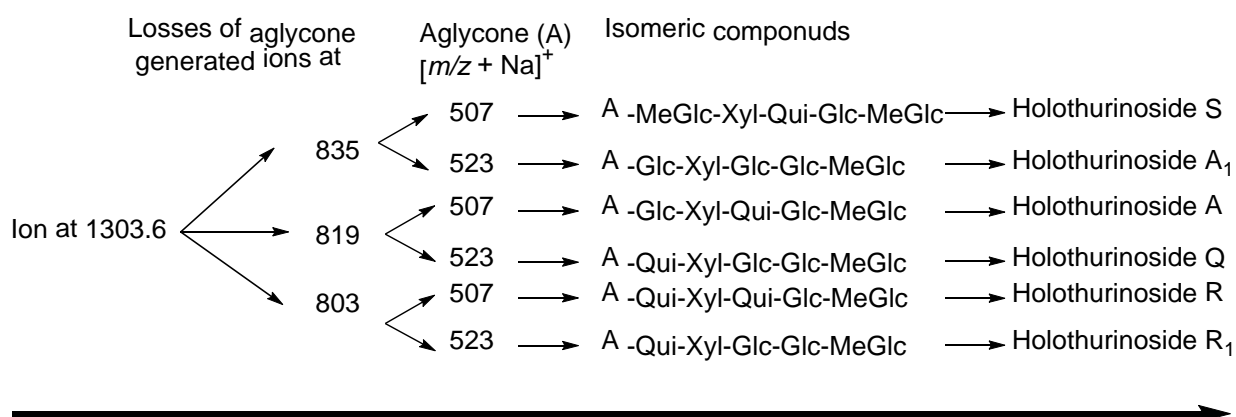 Losses of aglycone generated ions at
Aglycone (A)
[m/z + Na]+
Isomeric componuds
Ion at 1303.6
835
507
A -MeGlc-Xyl-Qui-Glc-MeGlc
Holothurinoside S
523
A -Glc-Xyl-Glc-Glc-MeGlc
Holothurinoside A1
819
507
A -Glc-Xyl-Qui-Glc-MeGlc
Holothurinoside A
523
A -Qui-Xyl-Glc-Glc-MeGlc
Holothurinoside Q
803
507
A -Qui-Xyl-Qui-Glc-MeGlc
Holothurinoside R
523
A -Qui-Xyl-Glc-Glc-MeGlc
Holothurinoside R1